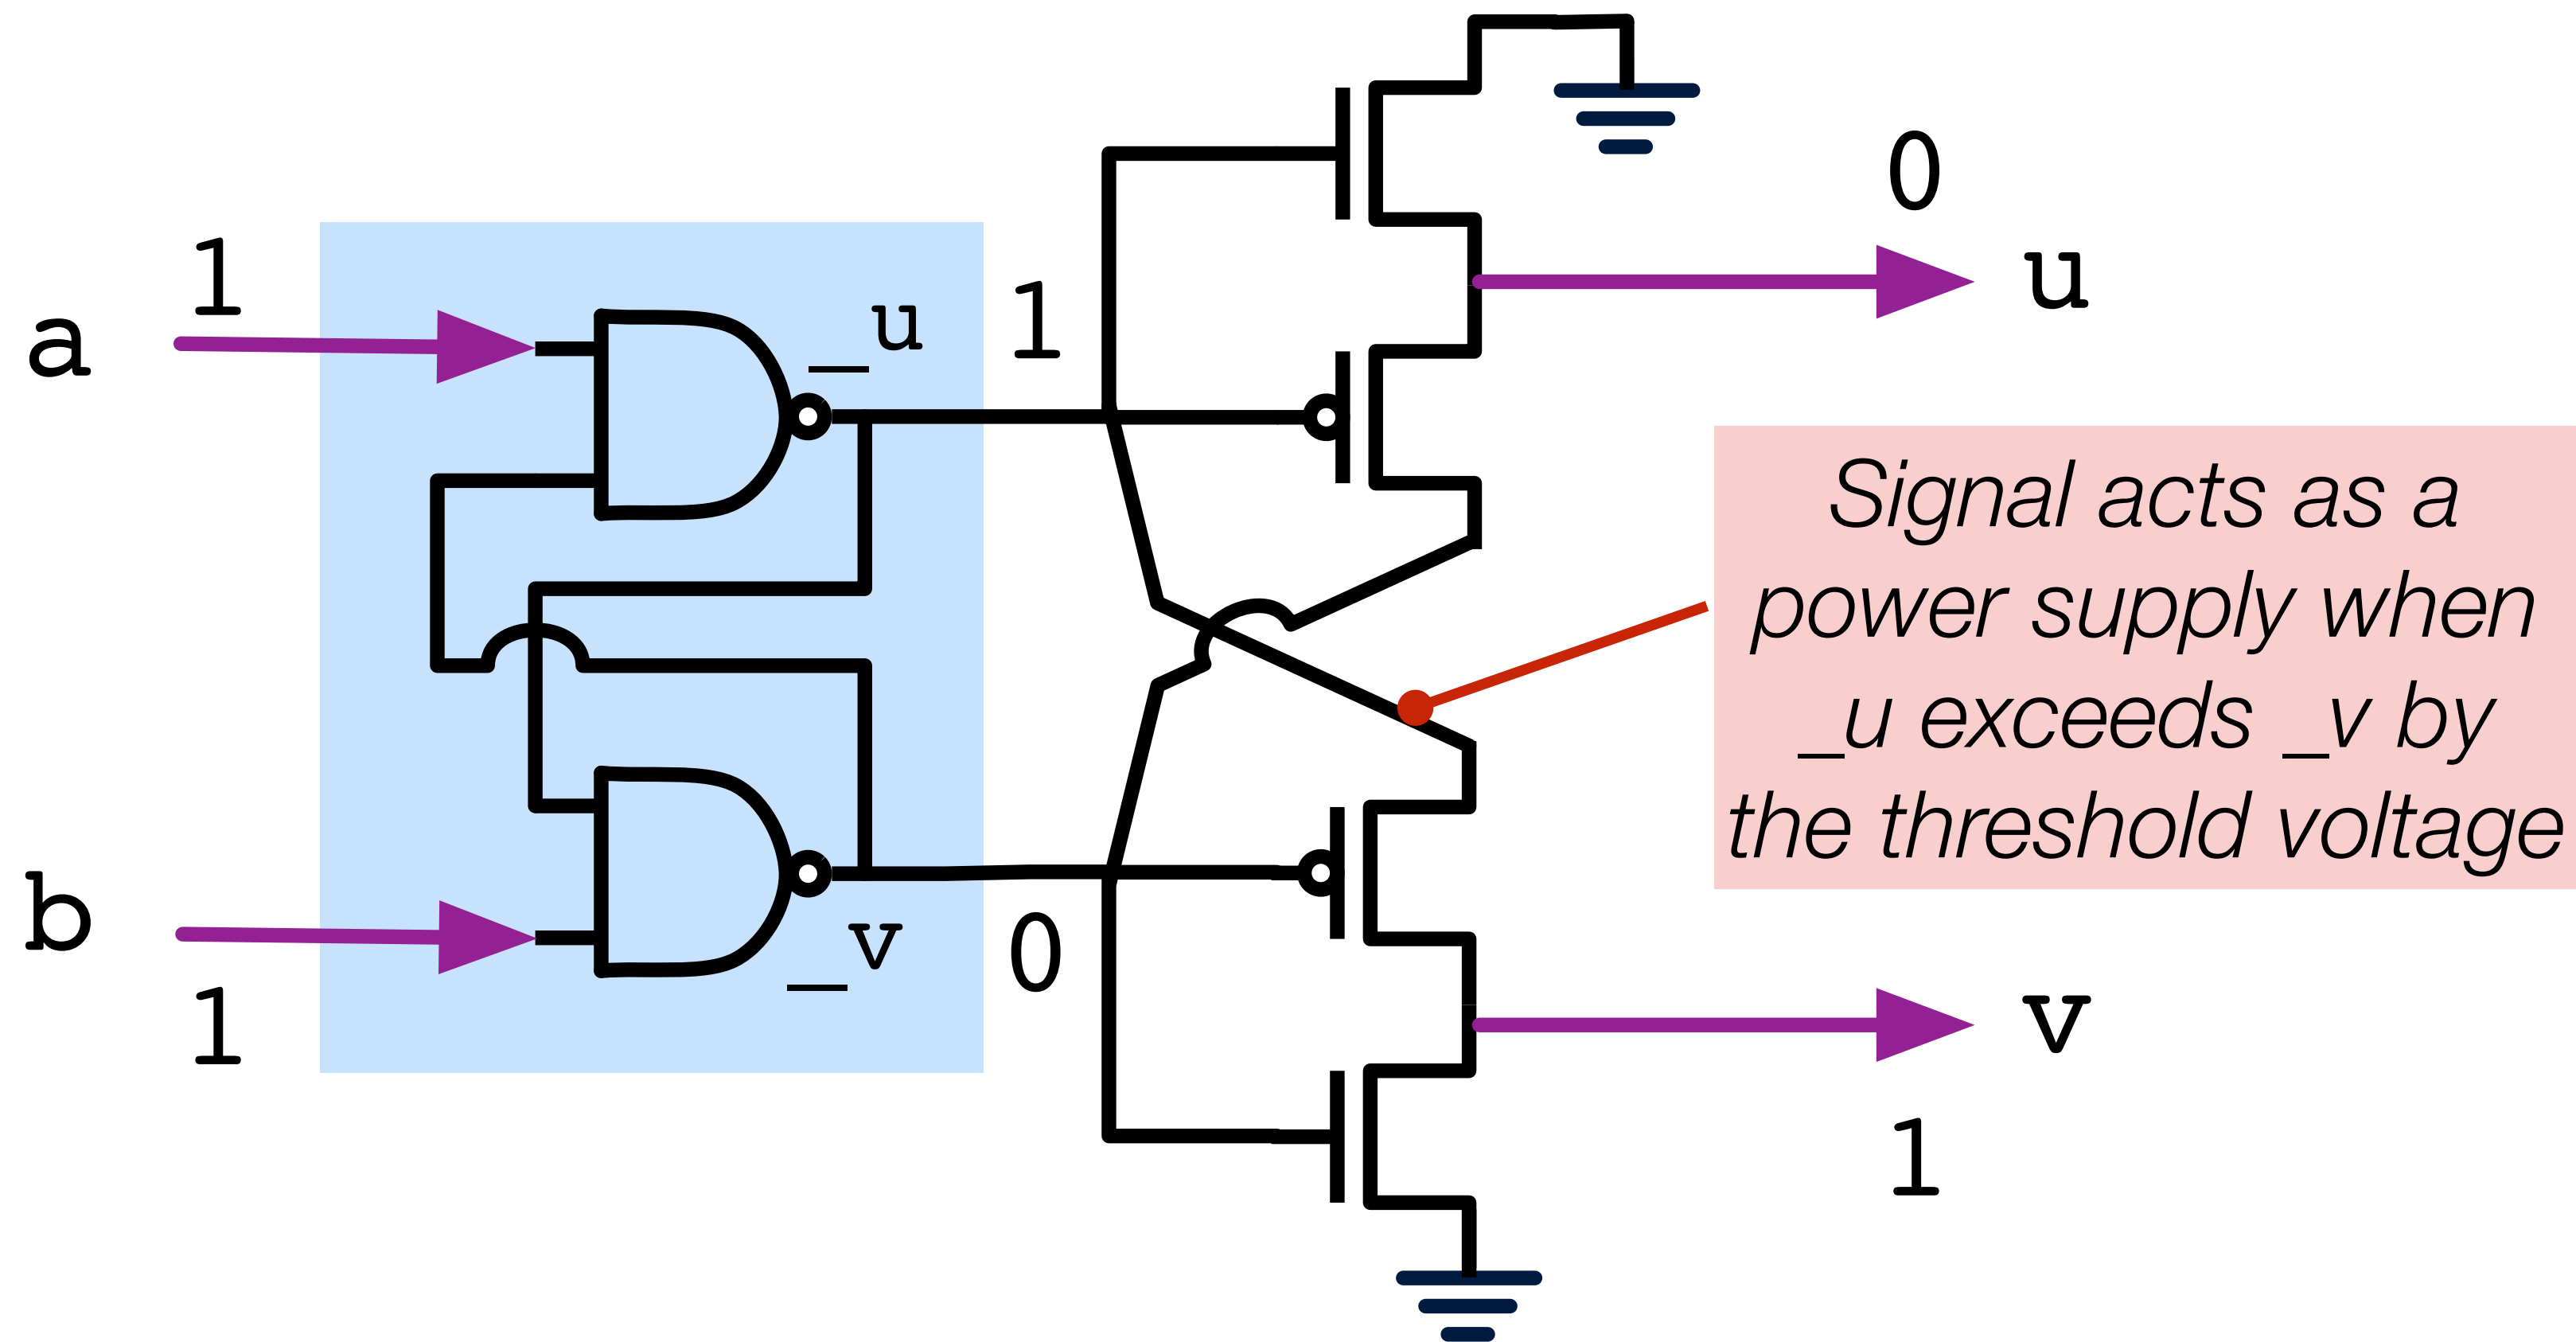 0
1
u
_u
1
a
Signal acts as a
power supply when
_u exceeds _v by
the threshold voltage
b
_v
0
v
1
1